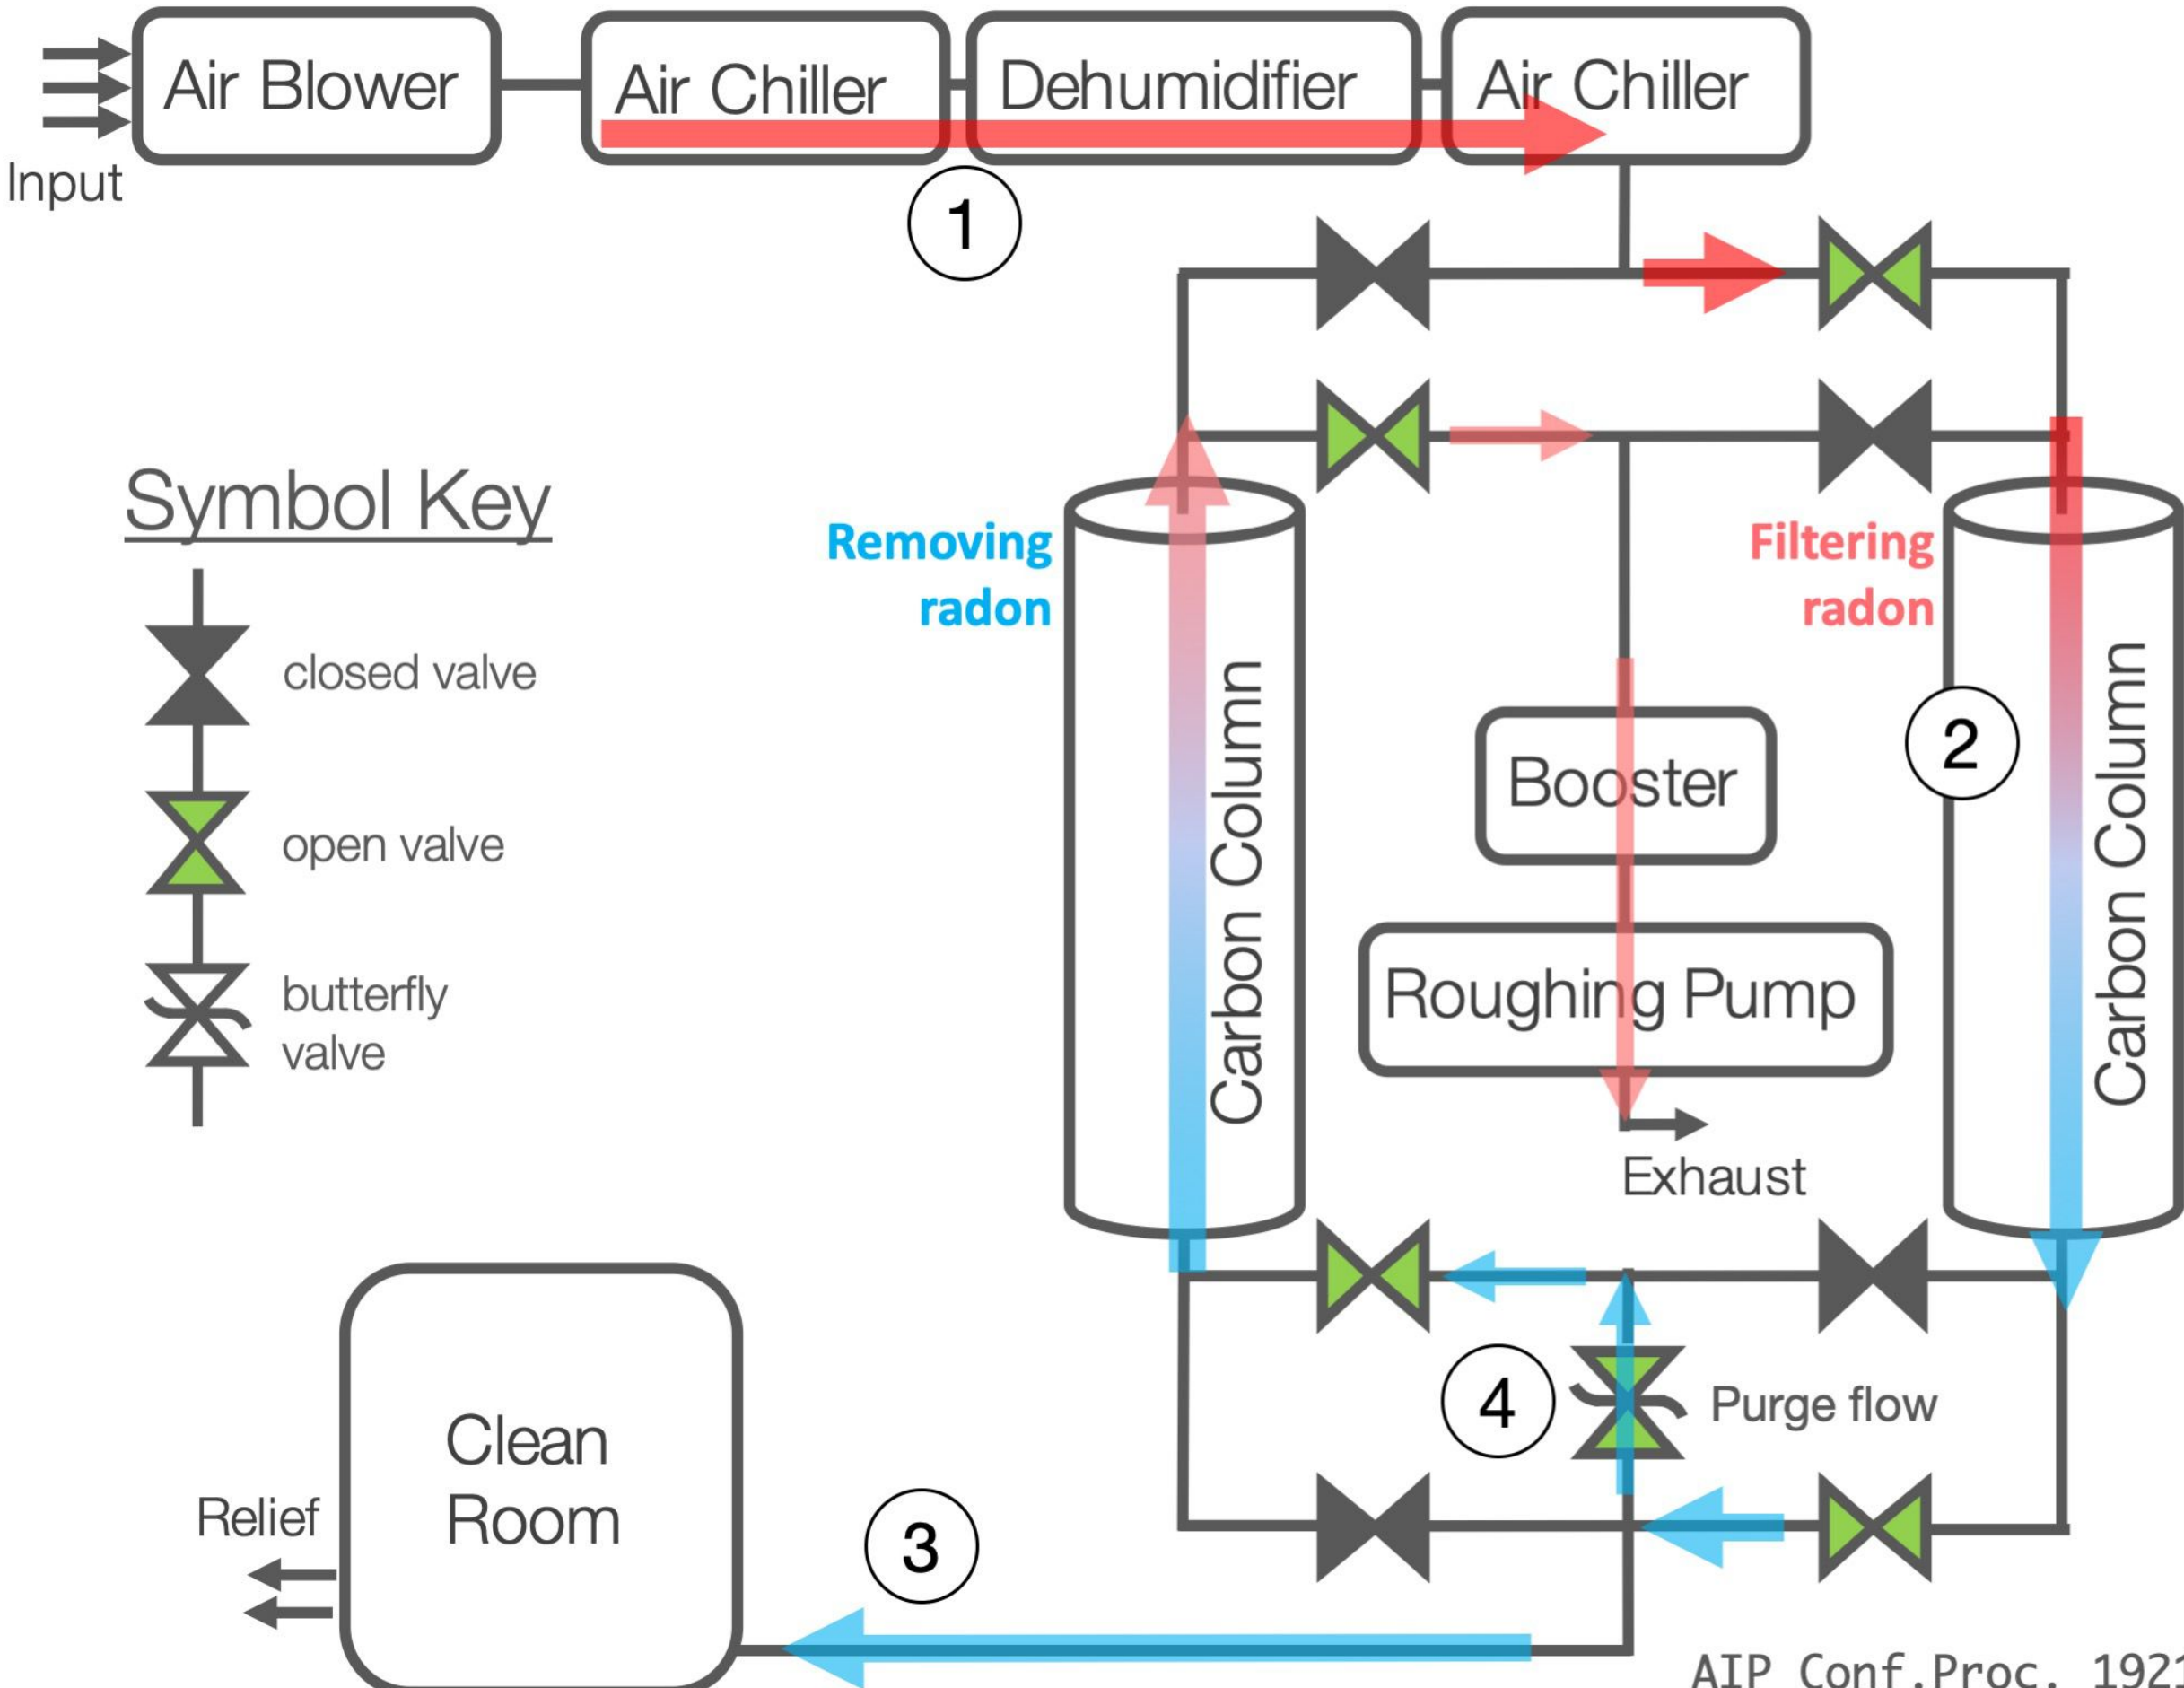 Air Blower
Air Chiller
Dehumidifier
Air Chiller
Input
1
Symbol Key
closed valve
open valve
butterfly
valve
Removing
radon
Filtering
radon
Carbon Column
Booster
Roughing Pump
Exhaust
2
Carbon Column
4
Purge flow
Clean
Room
Relief
3
AIP Conf.Proc. 1921